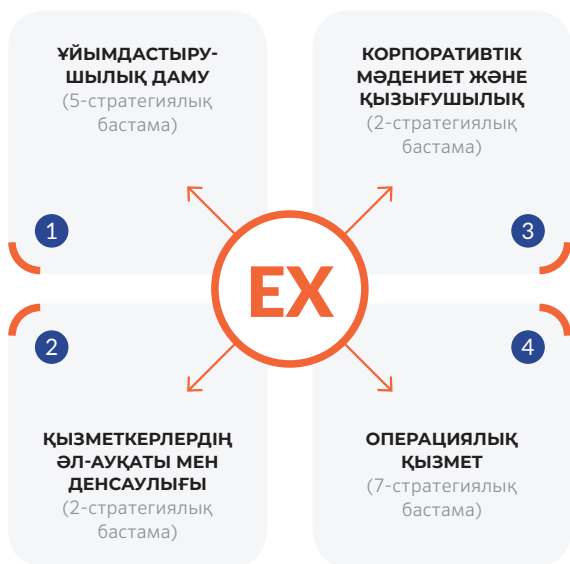 ҰЙЫМДАСТЫРУ-
ШЫЛЫҚ ДАМУ
(5-стратегиялық
бастама)
1
ҚЫЗМЕТКЕРЛЕРДІҢ
ӘЛ-АУҚАТЫ МЕН
ДЕНСАУЛЫҒЫ
(2-стратегиялық
бастама)
2
КОРПОРАТИВТІК
МӘДЕНИЕТ ЖӘНЕ
ҚЫЗЫҒУШЫЛЫҚ
(2-стратегиялық
бастама)
3
ОПЕРАЦИЯЛЫҚ
ҚЫЗМЕТ
(7-стратегиялық
бастама)
4
EX